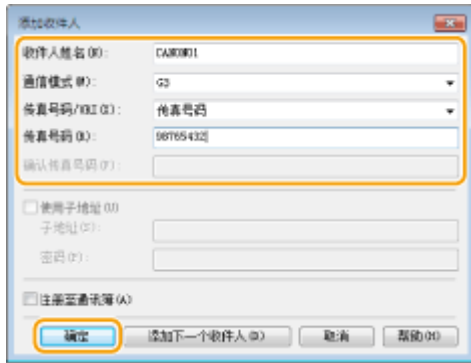 添加收件人
收件人姓名(N): CANON01
通信模式(M): G3
传真号码/URI(X): 传真号码
传真号码(X): 98765432
确认传真号码(F):
使用子地址(U)
子地址(S):
密码(P):
注册至通讯簿(A)
确定 添加下一个收件人(D) 取消 帮助(H)